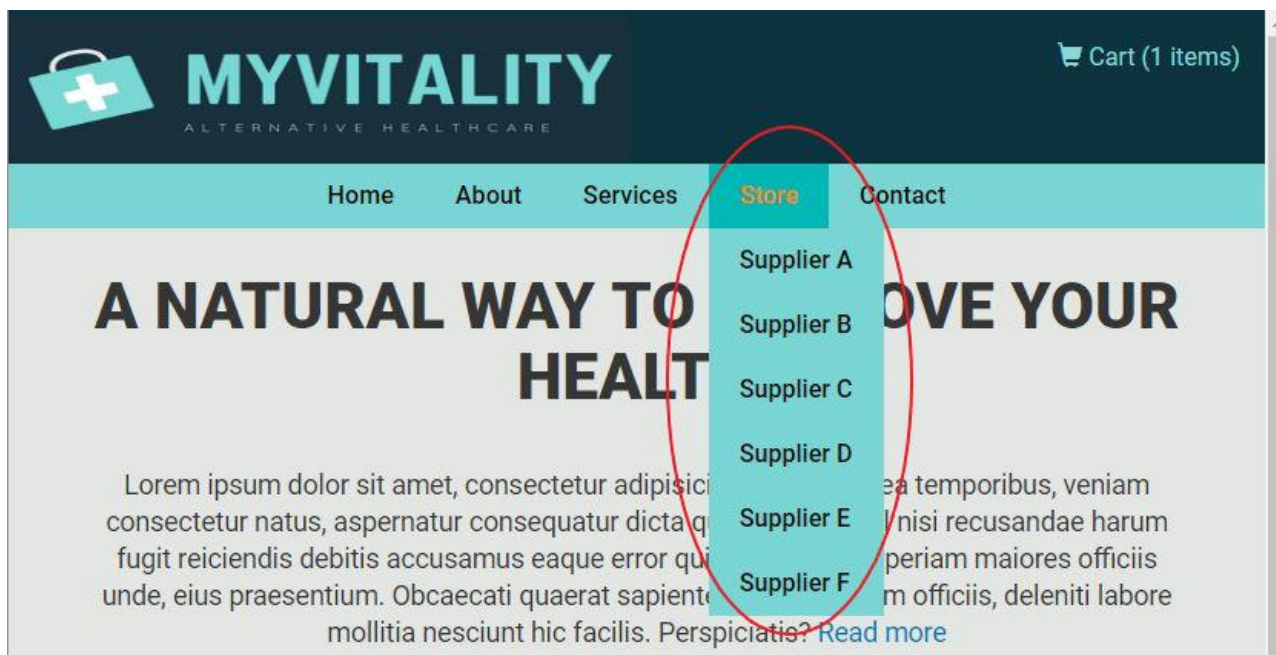 MYVITALITY
ALTERNATIVE HEALTHCARE
Cart (1 items)
Home About Services Store Contact
Supplier A
Supplier B
Supplier C
Supplier D
Supplier E
Supplier F
A NATURAL WAY TO OVE YOUR
HEALT
Lorem ipsum dolor sit amet, consectetur adipisici ea temporibus, veniam
consectetur natus, aspernatur consequatur dicta q nisi recusandae harum
fugit reiciendis debitis accusamus eaque error qui periam maiores officiis
unde, eius praesentium. Obcaecati quaerat sapiente m officiis, deleniti labore
mollitia nesciunt hic facilis. Perspiciatis? Read more